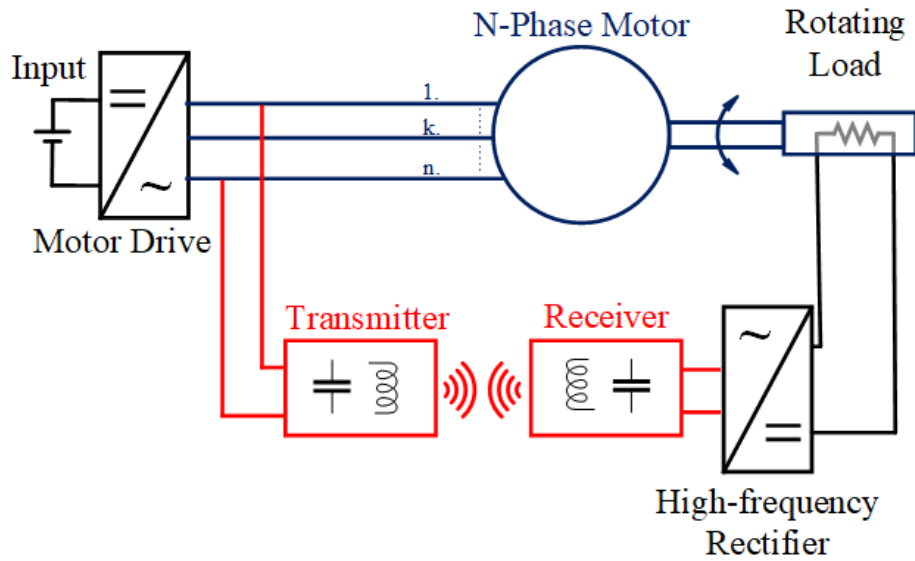 N-Phase Motor
Rotating
Load
Input
1.
k.
n.
~
Motor Drive
Transmitter
Receiver
~
High-frequency
Rectifier